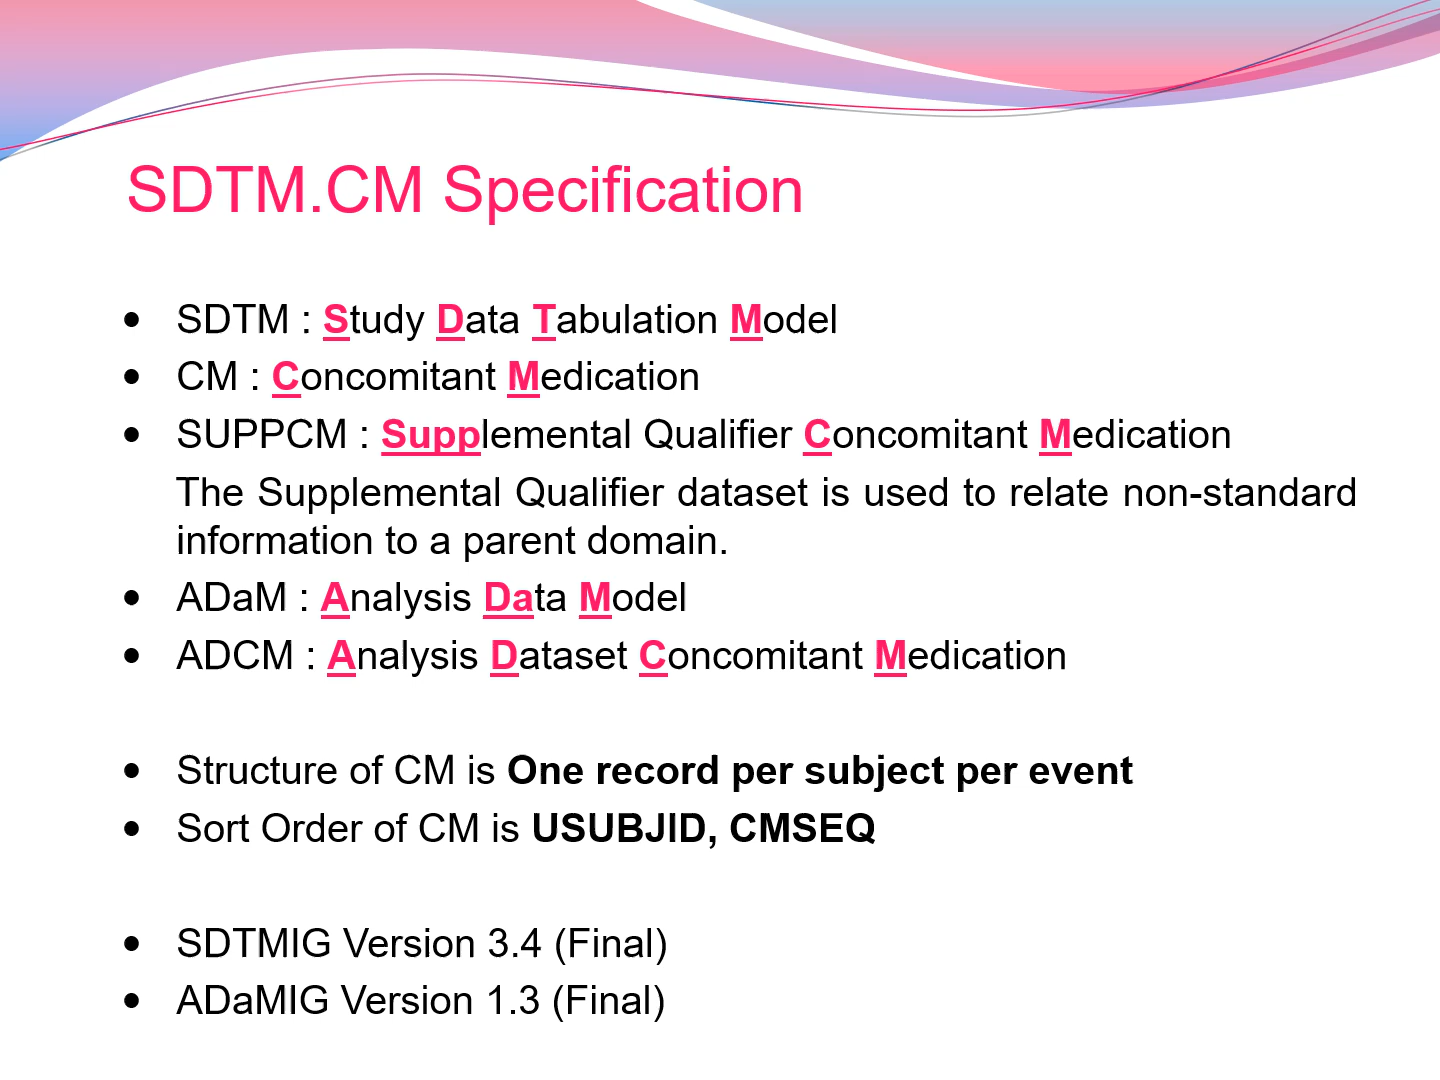 SDTM.CM Specification
• SDTM : Study Data Tabulation Model
• CM : Concomitant Medication
• SUPPCM : Supplemental Qualifier Concomitant Medication
The Supplemental Qualifier dataset is used to relate non-standard
information to a parent domain.
• ADaM : Analysis Data Model
• ADCM : Analysis Dataset Concomitant Medication
• Structure of CM is One record per subject per event
• Sort Order of CM is USUBJID, CMSEQ
• SDTMIG Version 3.4 (Final)
• ADaMIG Version 1.3 (Final)